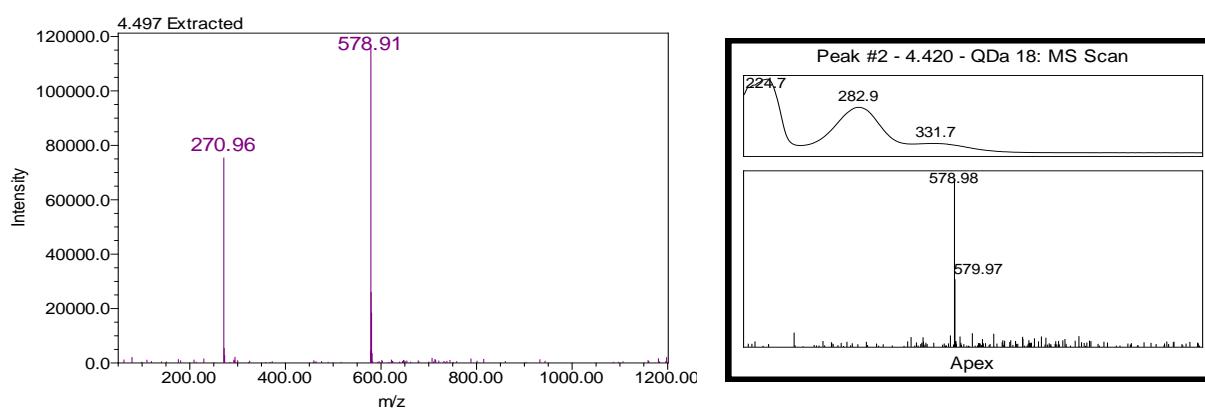 4.497 Extracted
Intensity
120000.0
100000.0
80000.0
60000.0
40000.0
20000.0
0.0
578.91
270.96
200.00 400.00 600.00 800.00 1000.00 1200.00
m/z
Peak #2 - 4.420 - QDa 18: MS Scan
224.7
282.9
331.7
578.98
579.97
Apex